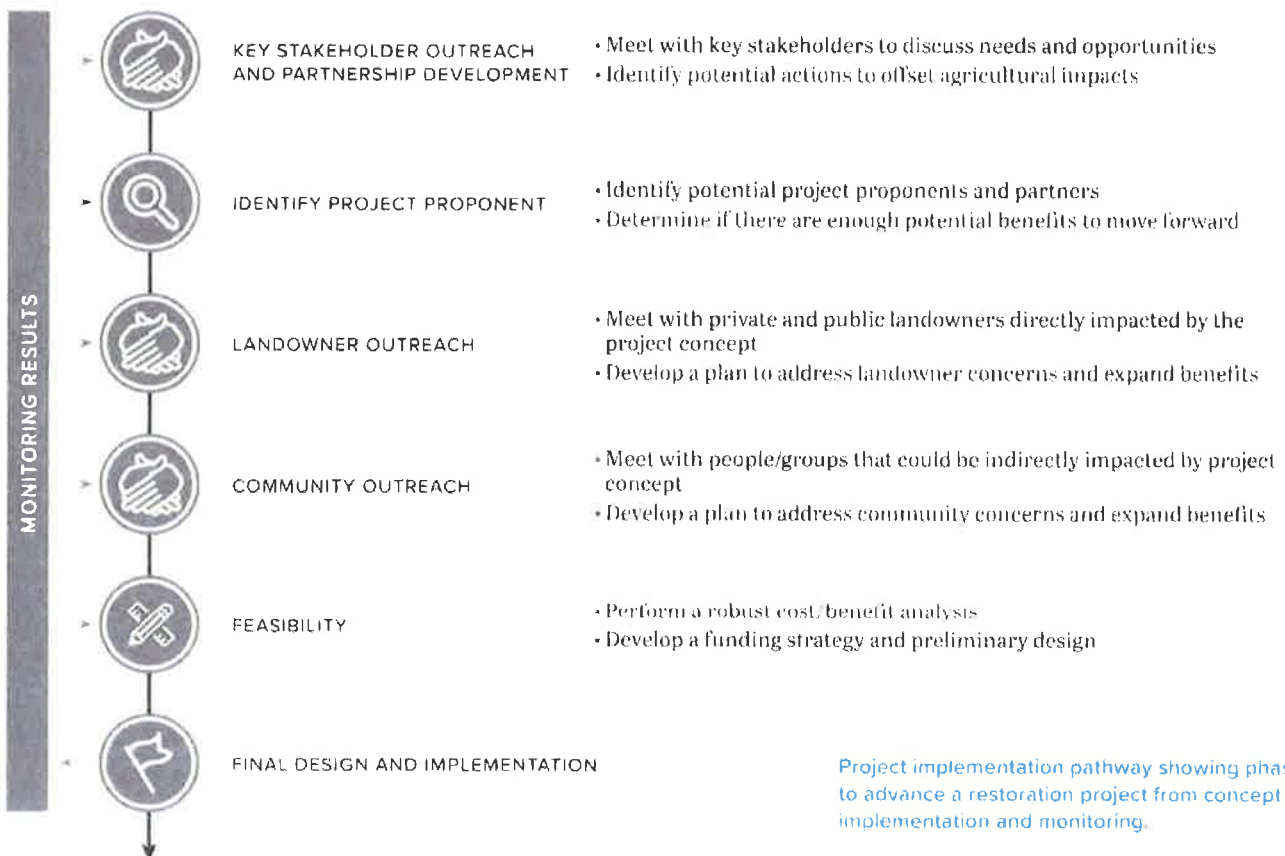 MONITORING RESULTS
KEY STAKEHOLDER OUTREACH
AND PARTNERSHIP DEVELOPMENT
• Meet with key stakeholders to discuss needs and opportunities
• Identify potential actions to offset agricultural impacts
IDENTIFY PROJECT PROPONENT
• Identify potential project proponents and partners
• Determine if there are enough potential benefits to move forward
LANDOWNER OUTREACH
• Meet with private and public landowners directly impacted by the
project concept
• Develop a plan to address landowner concerns and expand benefits
COMMUNITY OUTREACH
• Meet with people/groups that could be indirectly impacted by project
concept
• Develop a plan to address community concerns and expand benefits
FEASIBILITY
• Perform a robust cost/benefit analysis
• Develop a funding strategy and preliminary design
FINAL DESIGN AND IMPLEMENTATION
Project implementation pathway showing
to advance a restoration project from concept
implementation and monitoring.